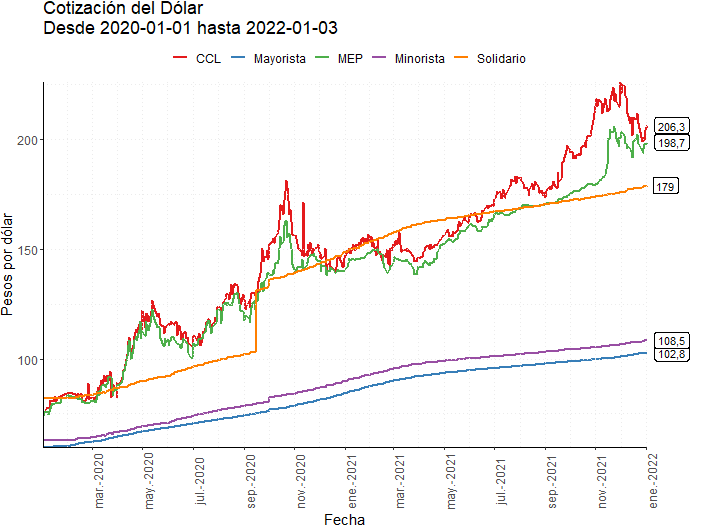 Cotización del Dólar
Desde 2020-01-01 hasta 2022-01-03
CCL Mayorista MEP Minorista Solidario
Pesos por dólar
200
150
100
206,3
198,7
179
108,5
102,8
mar.-2020
may.-2020
jul.-2020
sep.-2020
nov.-2020
ene.-2021
mar.-2021
may.-2021
jul.-2021
sep.-2021
nov.-2021
ene.-2022
Fecha